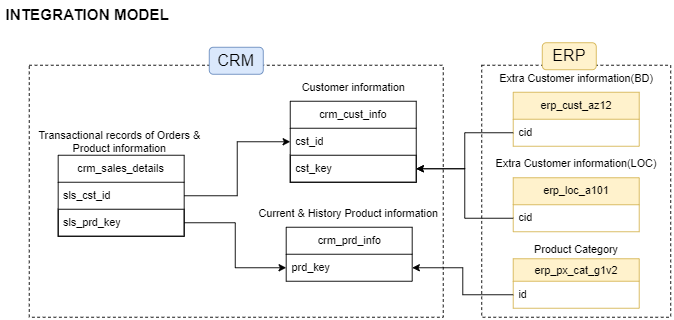 INTEGRATION MODEL
CRM
ERP
Customer information
crm_cust_info
cst_id
cst_key
Transactional records of Orders &
Product information
crm_sales_details
sls_cst_id
sls_prd_key
Current & History Product information
crm_prd_info
prd_key
Extra Customer information(BD)
erp_cust_az12
cid
Extra Customer information(LOC)
erp_loc_a101
cid
Product Category
erp_px_cat_g1v2
id